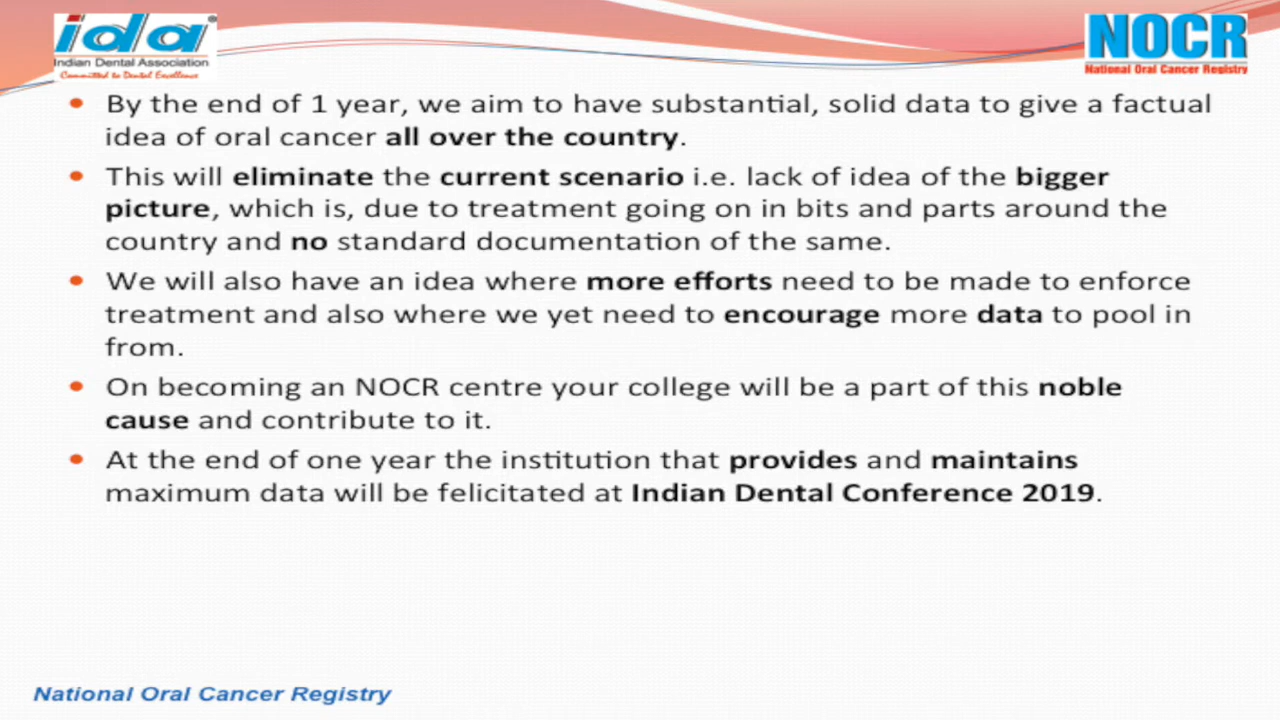 ida®
Indian Dental Association
Committed to Dental Excellence
NOCR
National Oral Cancer Registry
• By the end of 1 year, we aim to have substantial, solid data to give a factual
idea of oral cancer all over the country.
• This will eliminate the current scenario i.e. lack of idea of the bigger
picture, which is, due to treatment going on in bits and parts around the
country and no standard documentation of the same.
• We will also have an idea where more efforts need to be made to enforce
treatment and also where we yet need to encourage more data to pool in
from.
• On becoming an NOCR centre your college will be a part of this noble
cause and contribute to it.
• At the end of one year the institution that provides and maintains
maximum data will be felicitated at Indian Dental Conference 2019.
National Oral Cancer Registry